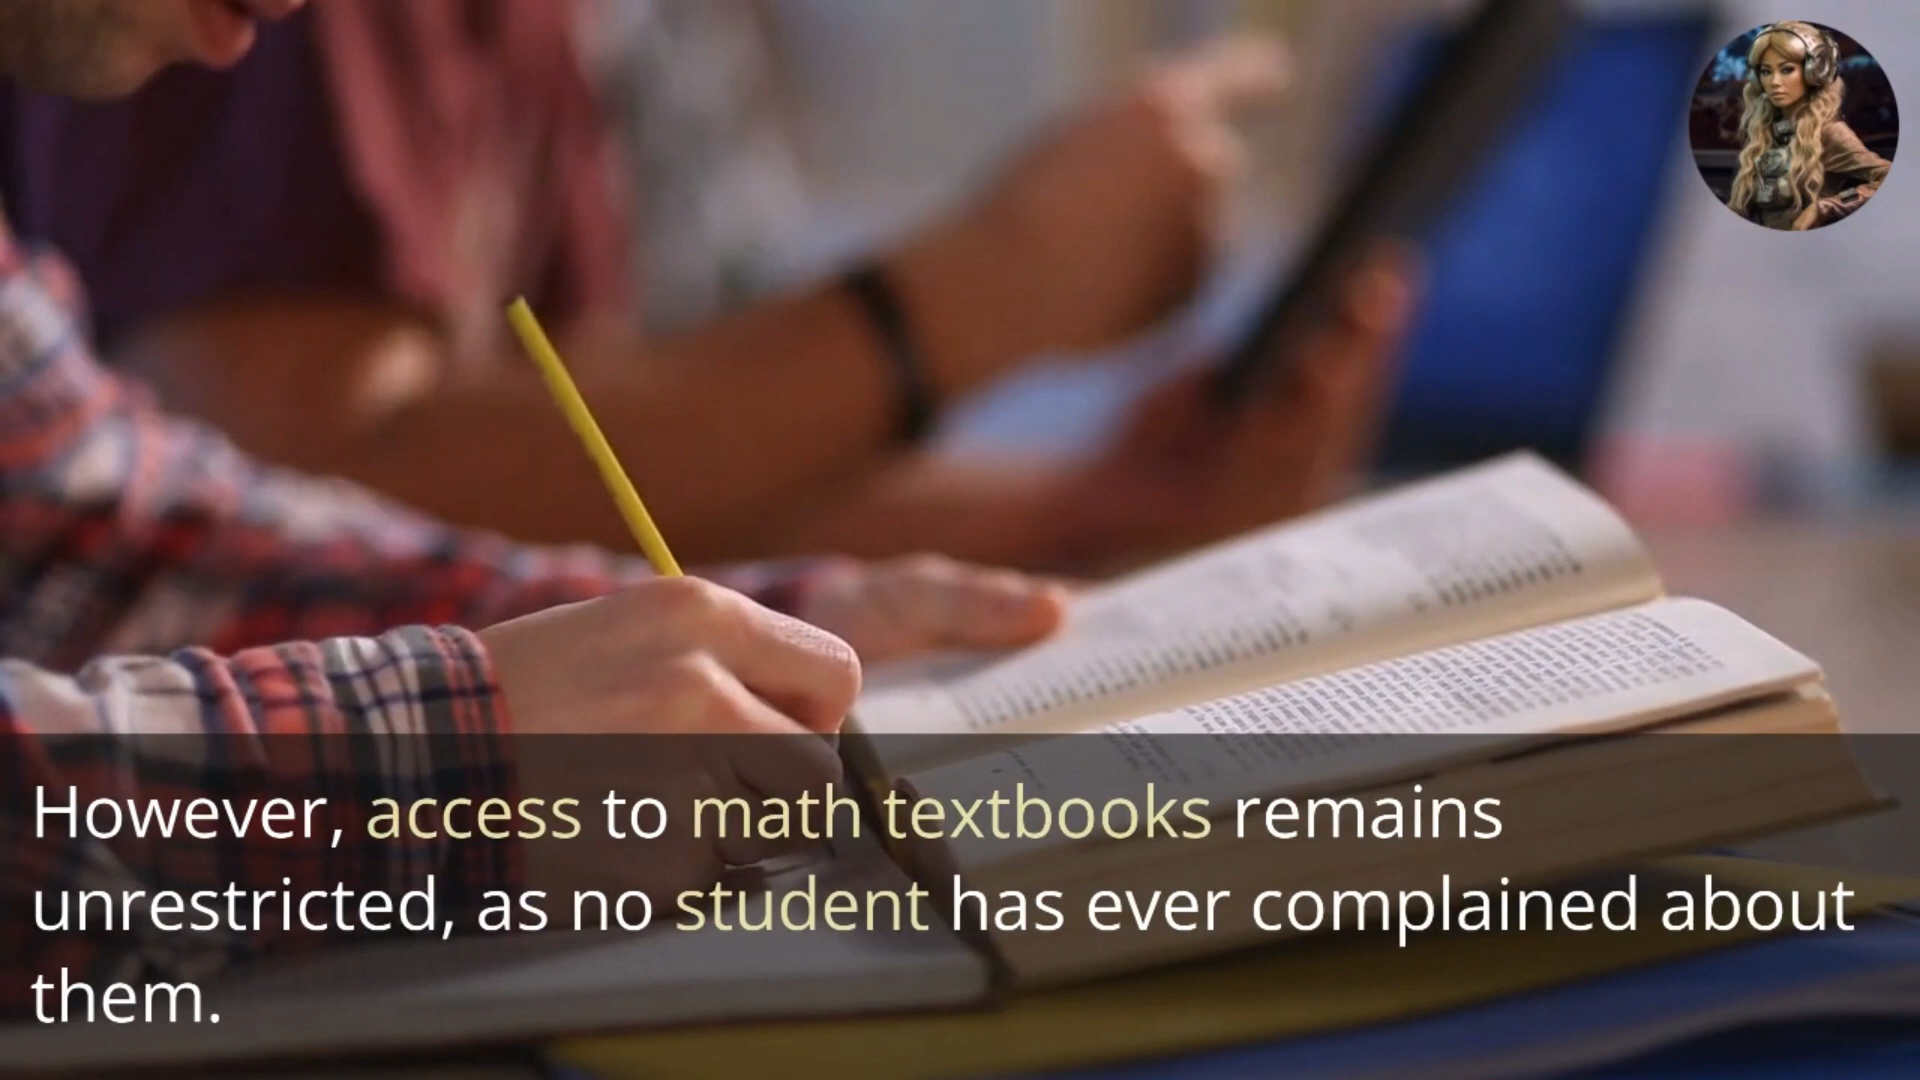 However, access to math textbooks remains
unrestricted, as no student has ever complained about
them.